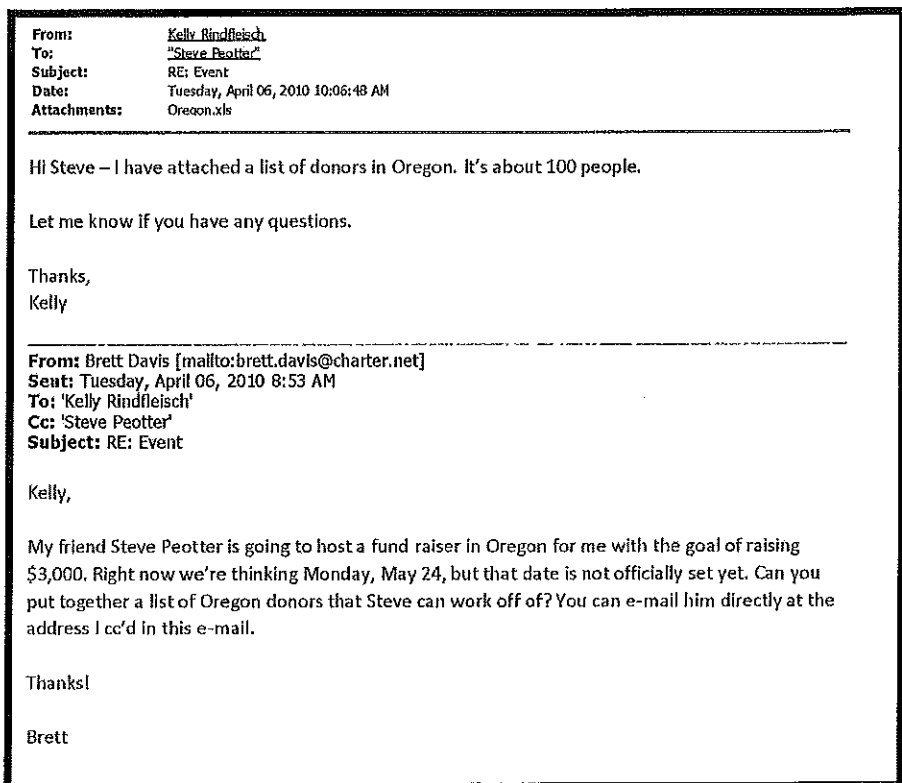 From: Kelly Rindfleisch
To: "Steve Peotter"
Subject: RE: Event
Date: Tuesday, April 06, 2010 10:06:48 AM
Attachments: Oregon.xls
Hi Steve – I have attached a list of donors in Oregon. It's about 100 people.
Let me know if you have any questions.
Thanks,
Kelly
From: Brett Davis [mailto:brett.davis@charter.net]
Sent: Tuesday, April 06, 2010 8:53 AM
To: 'Kelly Rindfleisch'
Cc: 'Steve Peotter'
Subject: RE: Event
Kelly,
My friend Steve Peotter is going to host a fund raiser in Oregon for me with the goal of raising
$3,000. Right now we're thinking Monday, May 24, but that date is not officially set yet. Can you
put together a list of Oregon donors that Steve can work off of? You can e-mail him directly at the
address I cc'd in this e-mail.
Thanks!
Brett